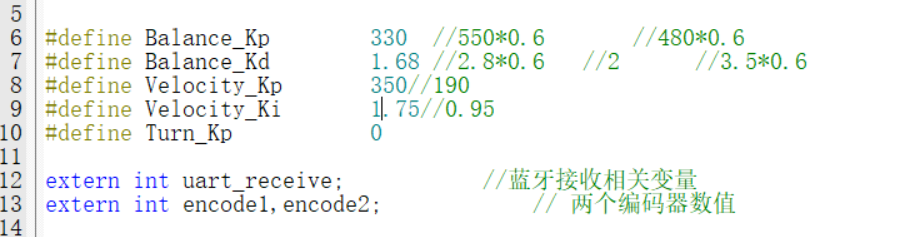 5
6 #define Balance_Kp 330 //550*0.6 //480*0.6
7 #define Balance_Kd 1.68 //2.8*0.6 //2 //3.5*0.6
8 #define Velocity_Kp 350//190
9 #define Velocity_Ki 1.75//0.95
10 #define Turn_Kp 0
11
12 extern int uart_receive; //蓝牙接收相关变量
13 extern int encode1,encode2; // 两个编码器数值
14